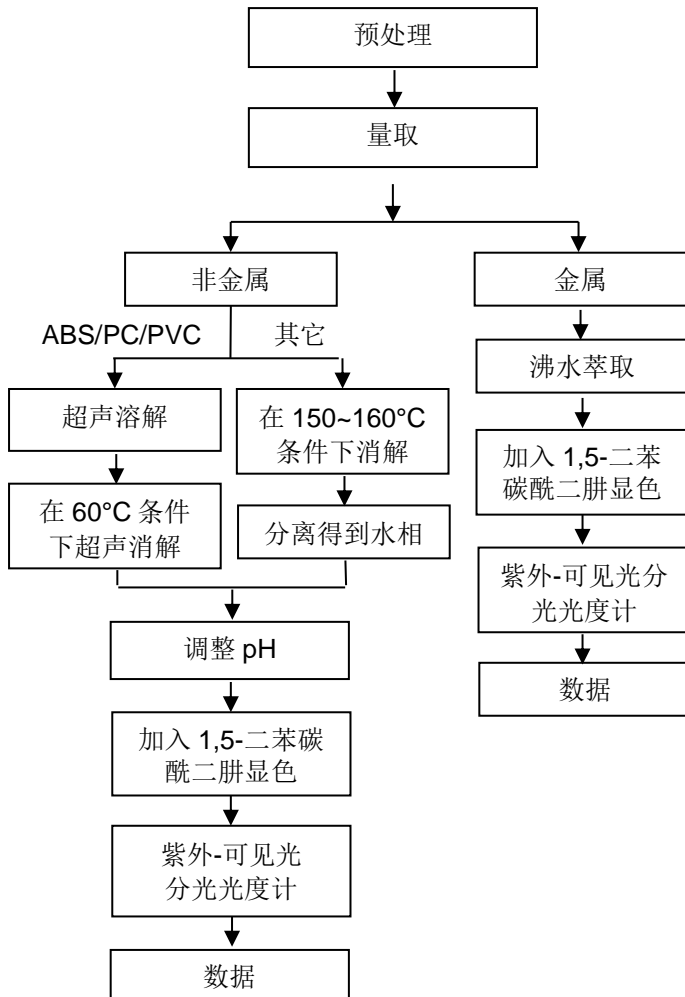 预处理
量取
非金属
金属
ABS/PC/PVC
其它
沸水萃取
超声溶解
在 150~160°C
条件下消解
加入 1,5-二苯
碳酰二肼显色
在 60°C 条件
下超声消解
分离得到水相
紫外-可见光分
光光度计
调整 pH
数据
加入 1,5-二苯碳
酰二肼显色
紫外-可见光
分光光度计
数据